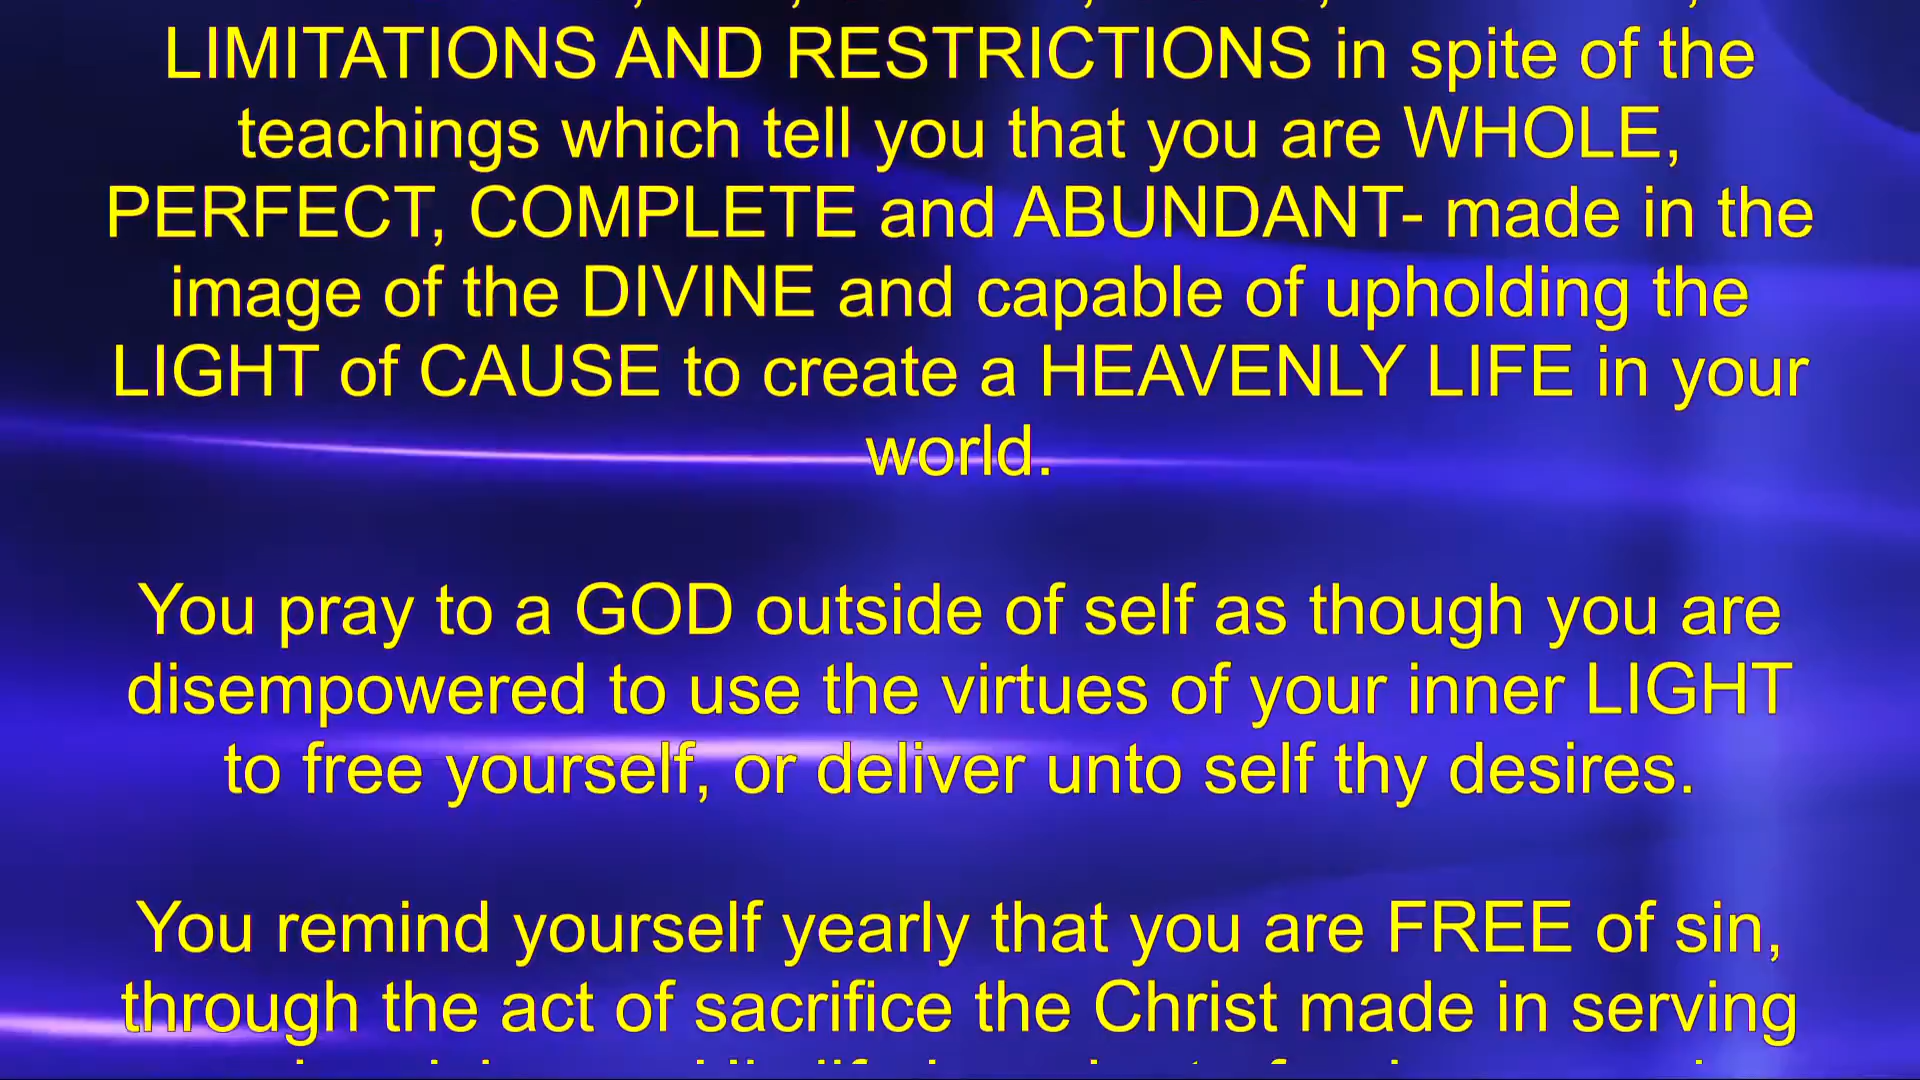 LIMITATIONS AND RESTRICTIONS in spite of the
teachings which tell you that you are WHOLE,
PERFECT, COMPLETE and ABUNDANT- made in the
image of the DIVINE and capable of upholding the
LIGHT of CAUSE to create a HEAVENLY LIFE in your
world.
You pray to a GOD outside of self as though you are
disempowered to use the virtues of your inner LIGHT
to free yourself, or deliver unto self thy desires.
You remind yourself yearly that you are FREE of sin,
through the act of sacrifice the Christ made in serving